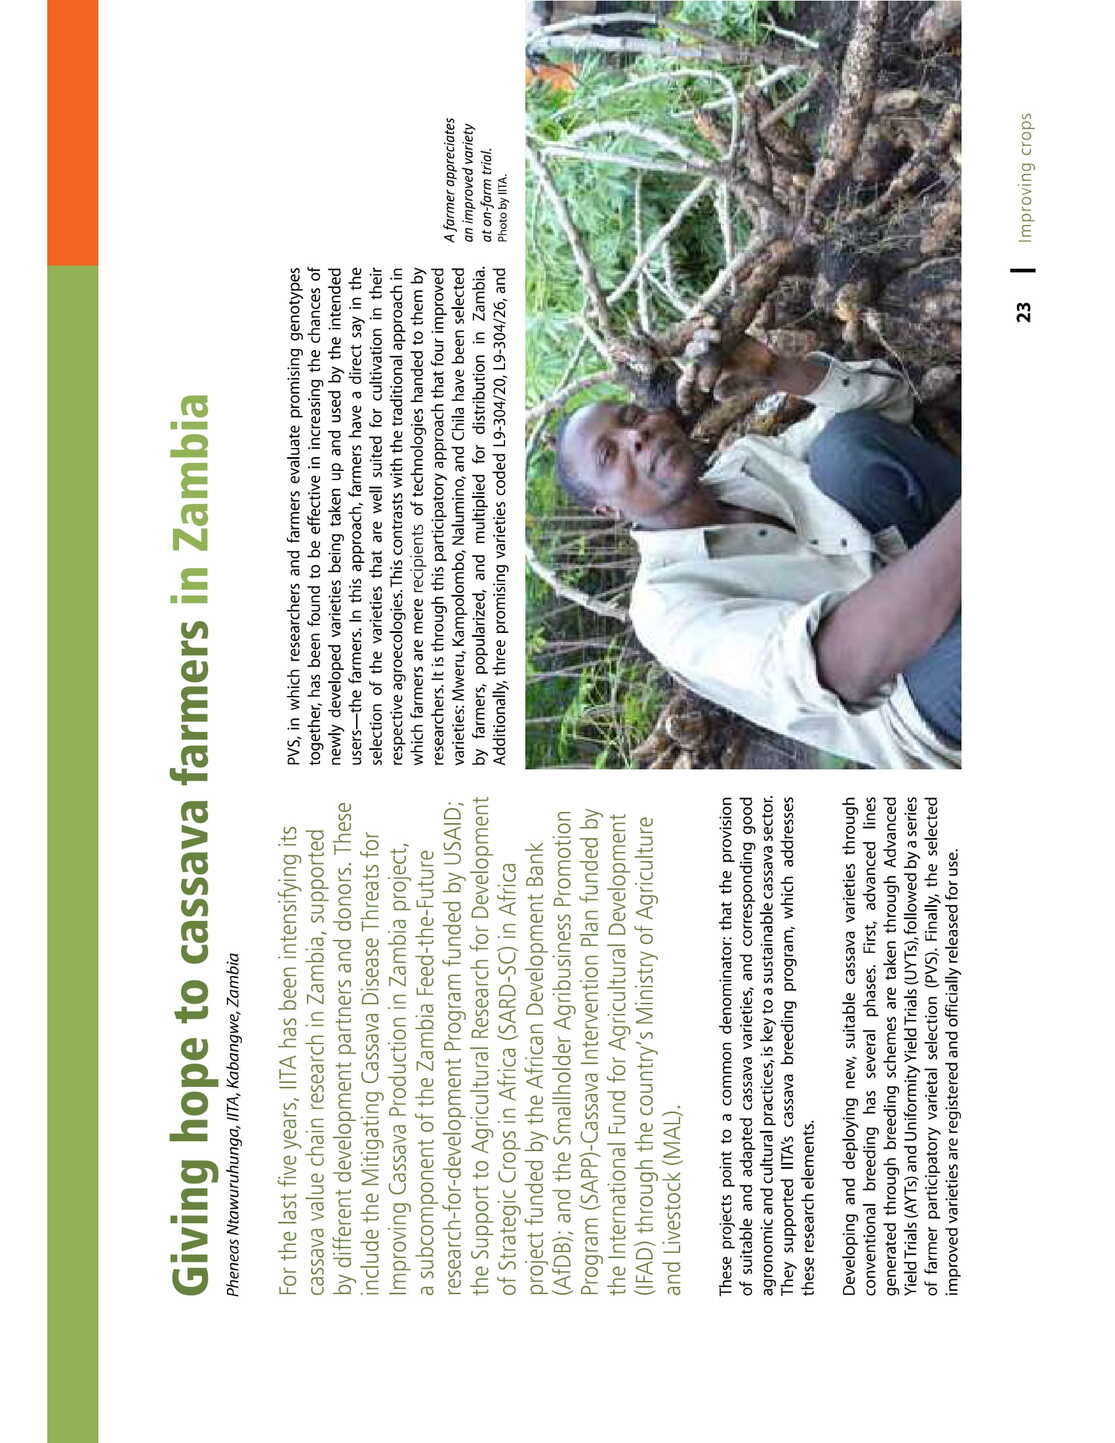 Giving hope to cassava farmers in Zambia
Pheneas Ntawuruhunga, IITA, Kabangwe, Zambia
For the last five years, IITA has been intensifying its
cassava value chain research in Zambia, supported
by different development partners and donors. These
include the Mitigating Cassava Disease Threats for
Improving Cassava Production in Zambia project,
a subcomponent of the Zambia Feed-the-Future
research-for-development Program funded by USAID;
the Support to Agricultural Research for Development
of Strategic Crops in Africa (SARD-SC) in Africa
project funded by the African Development Bank
(AfDB); and the Smallholder Agribusiness Promotion
Program (SAPP)-Cassava Intervention Plan funded by
the International Fund for Agricultural Development
(IFAD) through the country's Ministry of Agriculture
and Livestock (MAL).
These projects point to a common denominator: that the provision
of suitable and adapted cassava varieties, and corresponding good
agronomic and cultural practices, is key to a sustainable cassava sector.
They supported IITA's cassava breeding program, which addresses
these research elements.
Developing and deploying new, suitable cassava varieties through
conventional breeding has several phases. First, advanced lines
generated through breeding schemes are taken through Advanced
Yield Trials (AYTs) and Uniformity Yield Trials (UYTs), followed by a series
of farmer participatory varietal selection (PVS). Finally, the selected
improved varieties are registered and officially released for use.
PVS, in which researchers and farmers evaluate promising genotypes
together, has been found to be effective in increasing the chances of
newly developed varieties being taken up and used by the intended
users—the farmers. In this approach, farmers have a direct say in the
selection of the varieties that are well suited for cultivation in their
respective agroecologies. This contrasts with the traditional approach in
which farmers are mere recipients of technologies handed to them by
researchers. It is through this participatory approach that four improved
varieties: Mweru, Kampolombo, Nalumino, and Chila have been selected
by farmers, popularized, and multiplied for distribution in Zambia.
Additionally, three promising varieties coded L9-304/20, L9-304/26, and
A farmer appreciates
an improved variety
at on-farm trial.
Photo by IITA.
23
Improving crops